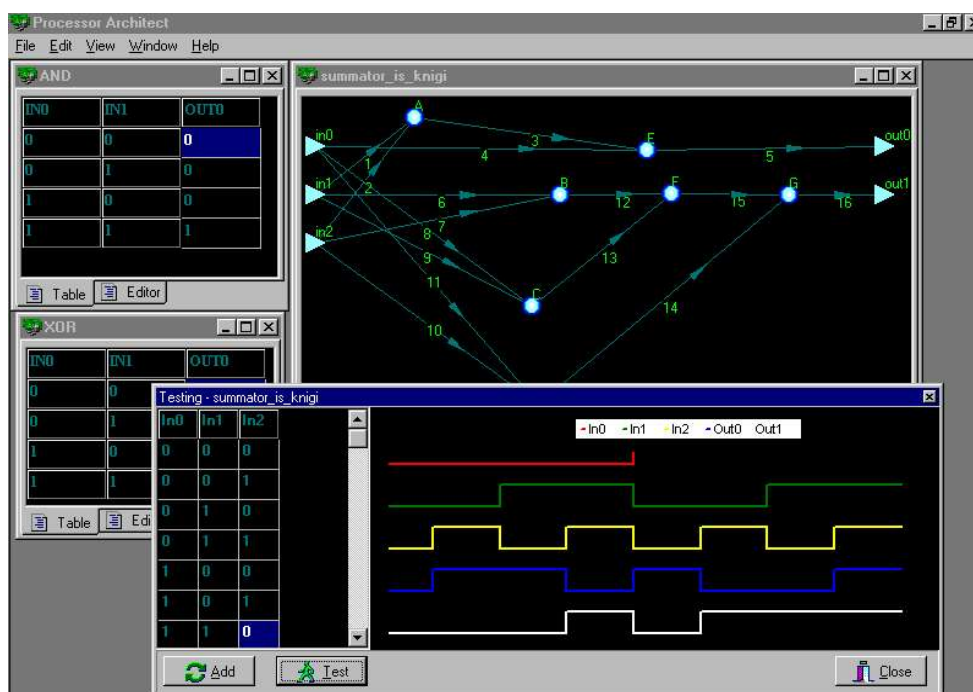 Processor Architect
File Edit View Window Help
AND
IN0 IN1 OUT0
0 0 0
0 1 0
1 0 0
1 1 1
Table Editor
XOR
IN0 IN1 OUT0
0 0
0 1
1 0
1 1
Table Edi
summator_is_knigi
A
in0
3
E
out0
1
4
5
in1
2
B
F
G
out1
6
12
15
16
in2
7
8
9
13
11
C
14
10
Testing - summator_is_knigi
In0 In1 In2
0 0 0
0 0 1
0 1 0
0 1 1
1 0 0
1 0 1
1 1 0
In0 In1 In2 Out0 Out1
Add Test Close